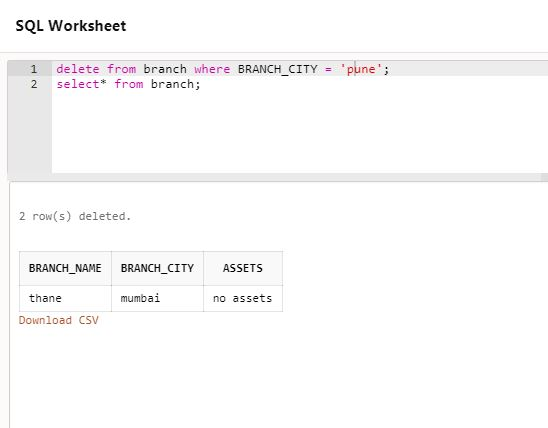 SQL Worksheet
1 delete from branch where BRANCH_CITY = 'pune';
2 select* from branch;
2 row(s) deleted.
BRANCH_NAME BRANCH_CITY ASSETS
thane mumbai no assets
Download CSV